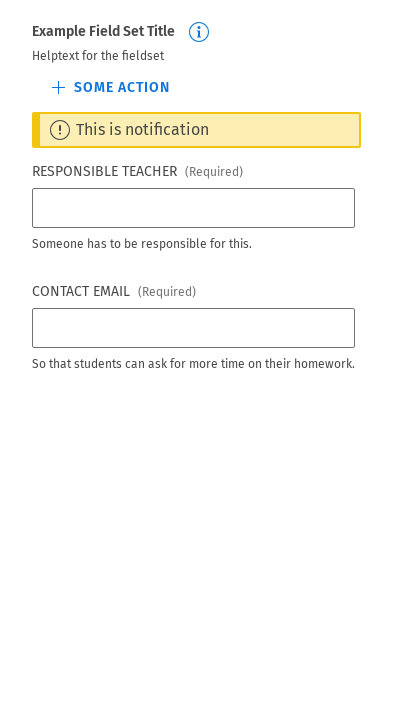 Example Field Set Title
Helptext for the fieldset
SOME ACTION
This is notification
RESPONSIBLE TEACHER (Required)
Someone has to be responsible for this.
CONTACT EMAIL (Required)
So that students can ask for more time on their homework.